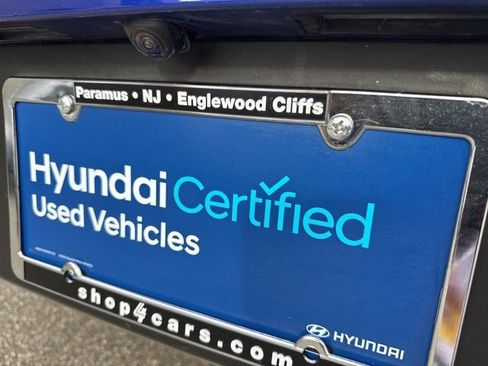 Paramus • NJ • Englewood Cliffs
Hyundai Certified
Used Vehicles
HYUNDAI
shop4cars.com